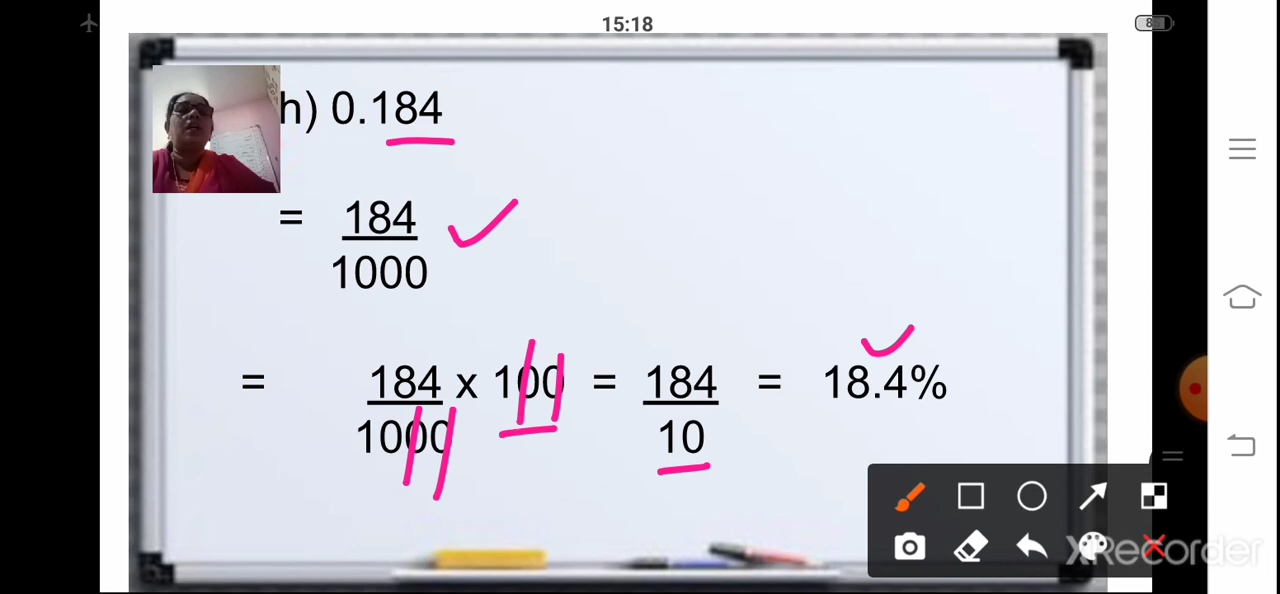 15:18
h) 0.184
= 184
1000
= 184 x 100 = 184 = 18.4%
1000 10
XRecorder